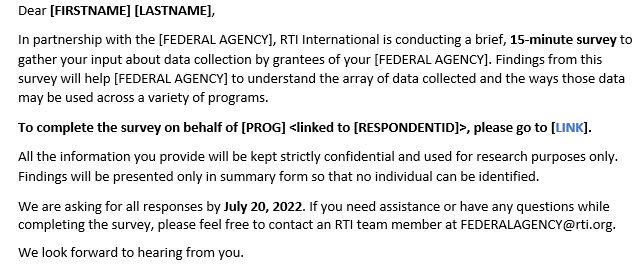 Dear [FIRSTNAME] [LASTNAME],
In partnership with the [FEDERAL AGENCY], RTI International is conducting a brief, 15-minute survey to
gather your input about data collection by grantees of your [FEDERAL AGENCY]. Findings from this
survey will help [FEDERAL AGENCY] to understand the array of data collected and the ways those data
may be used across a variety of programs.
To complete the survey on behalf of [PROG] <linked to [RESPONDENTID]>, please go to [LINK].
All the information you provide will be kept strictly confidential and used for research purposes only.
Findings will be presented only in summary form so that no individual can be identified.
We are asking for all responses by July 20, 2022. If you need assistance or have any questions while
completing the survey, please feel free to contact an RTI team member at FEDERALAGENCY@rti.org.
We look forward to hearing from you.